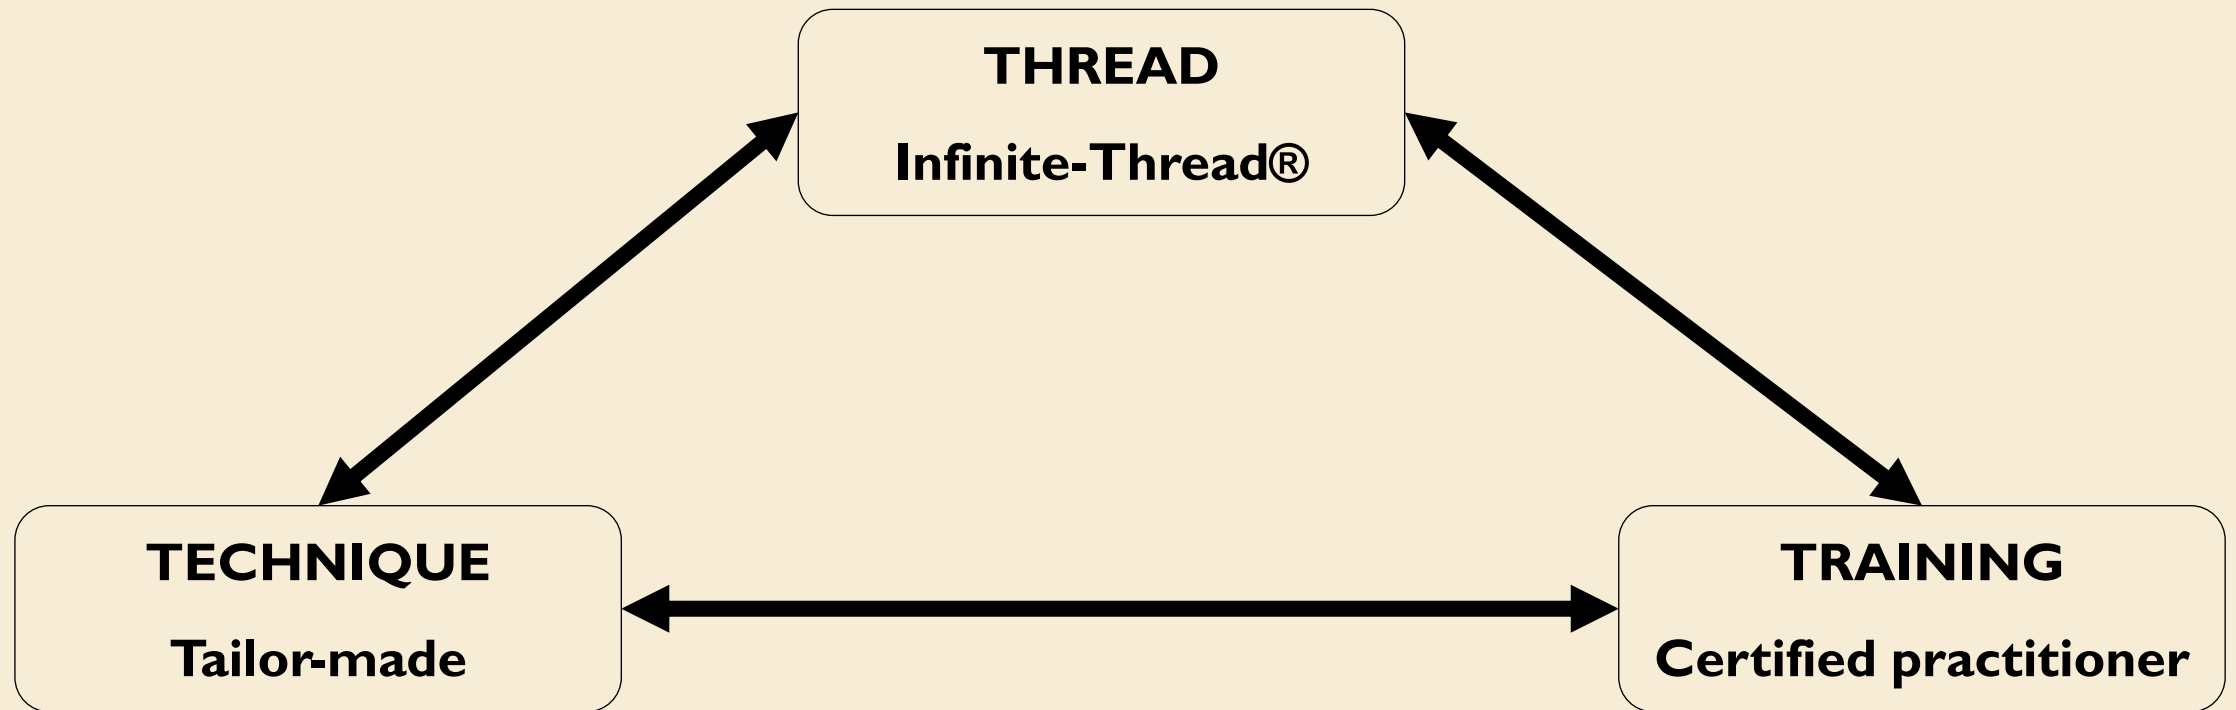 THREAD
Infinite-Thread®
TECHNIQUE
Tailor-made
TRAINING
Certified practitioner